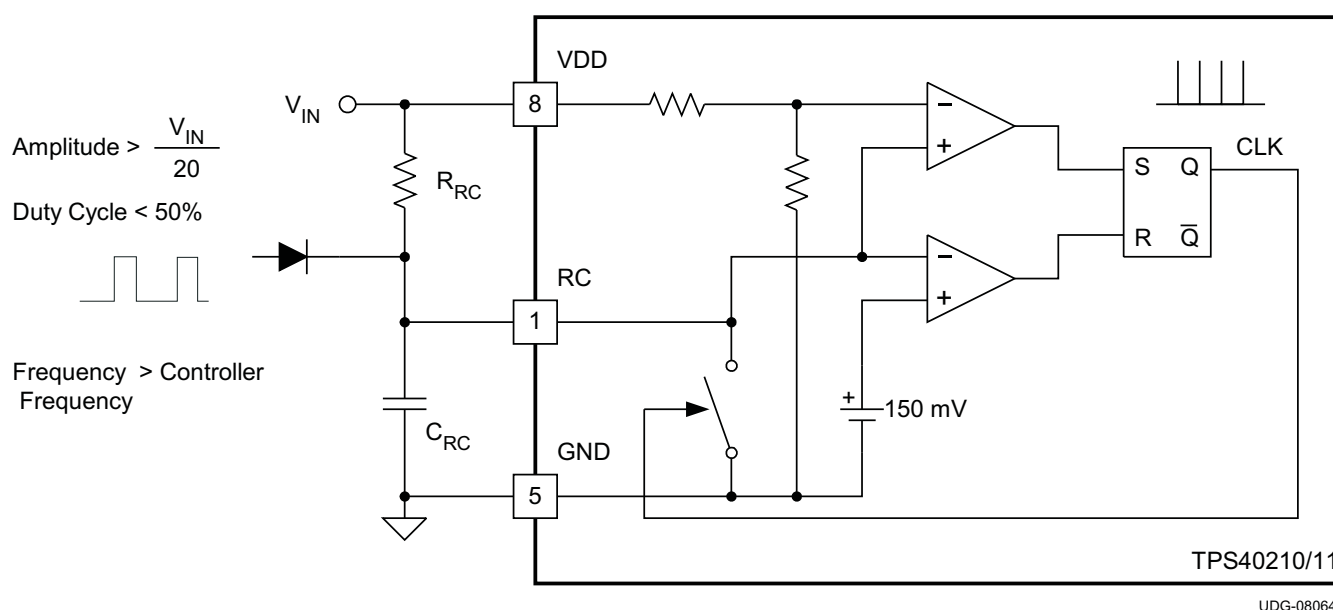 VDD
V_IN
8
Amplitude > V_IN / 20
− 
+
CLK
S Q
R_RC
Duty Cycle < 50%
R Q̅
RC
−
+
1
Frequency > Controller
Frequency
+
150 mV
C_RC
GND
5
TPS40210/11
UDG-08064